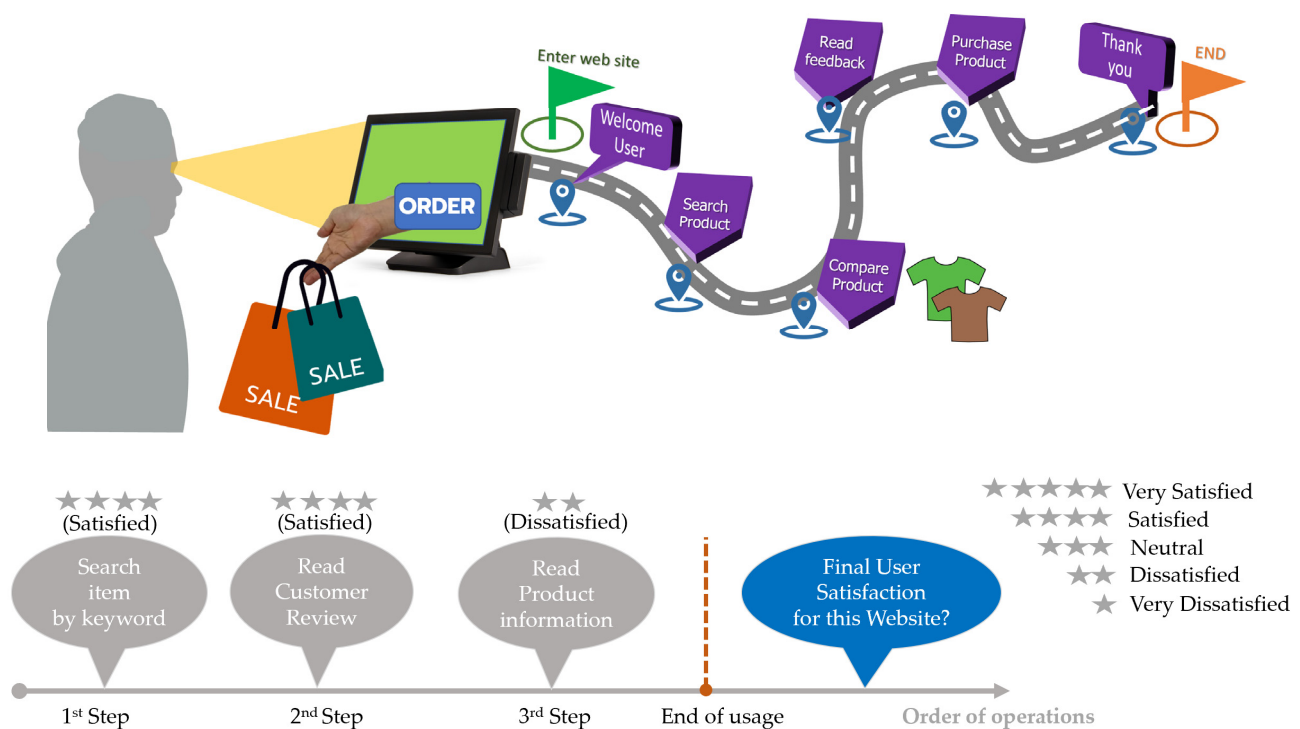 Enter web site
Welcome
User
ORDER
Search
Product
Compare
Product
Read
feedback
Purchase
Product
Thank
you
END
SALE
SALE
(Satisfied)
Search
item
by keyword
(Satisfied)
Read
Customer
Review
(Dissatisfied)
Read
Product
information
Final User
Satisfaction
for this Website?
Very Satisfied
Satisfied
Neutral
Dissatisfied
Very Dissatisfied
1st Step
2nd Step
3rd Step
End of usage
Order of operations